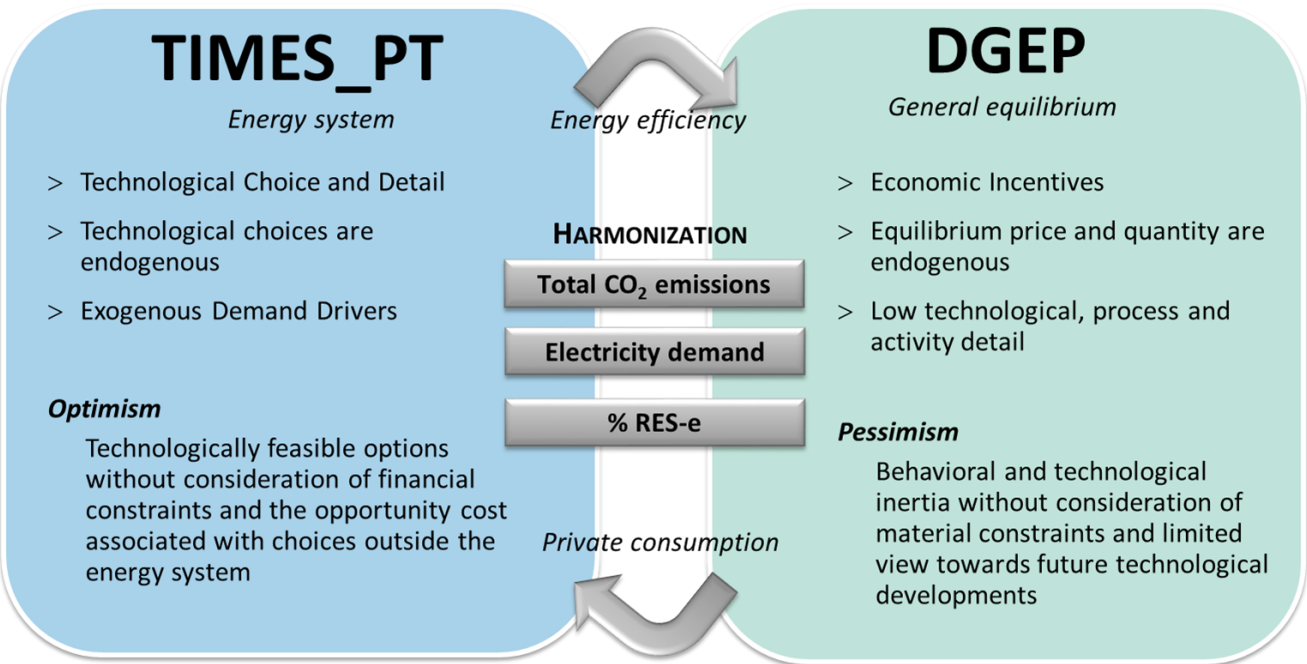 TIMES_PT
Energy system
> Technological Choice and Detail
> Technological choices are
endogenous
> Exogenous Demand Drivers
Optimism
Technologically feasible options
without consideration of financial
constraints and the opportunity cost
associated with choices outside the
energy system
Energy efficiency
HARMONIZATION
Total CO₂ emissions
Electricity demand
% RES-e
Private consumption
DGEP
General equilibrium
> Economic Incentives
> Equilibrium price and quantity are
endogenous
> Low technological, process and
activity detail
Pessimism
Behavioral and technological
inertia without consideration of
material constraints and limited
view towards future technological
developments